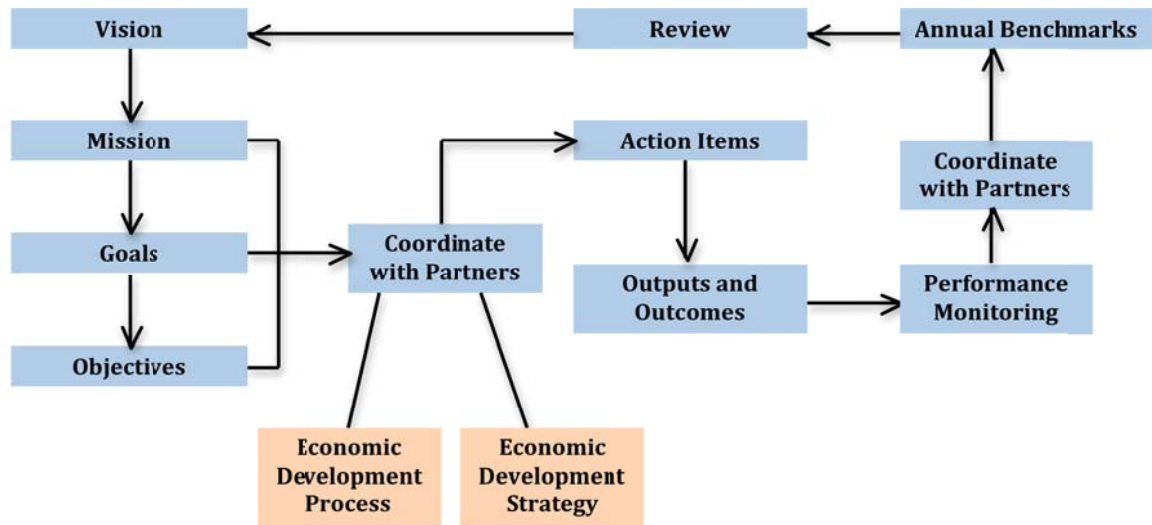 Vision
Review
Annual Benchmarks
Mission
Action Items
Coordinate
with Partners
Goals
Coordinate
with Partners
Outputs and
Outcomes
Performance
Monitoring
Objectives
Economic
Development
Process
Economic
Development
Strategy